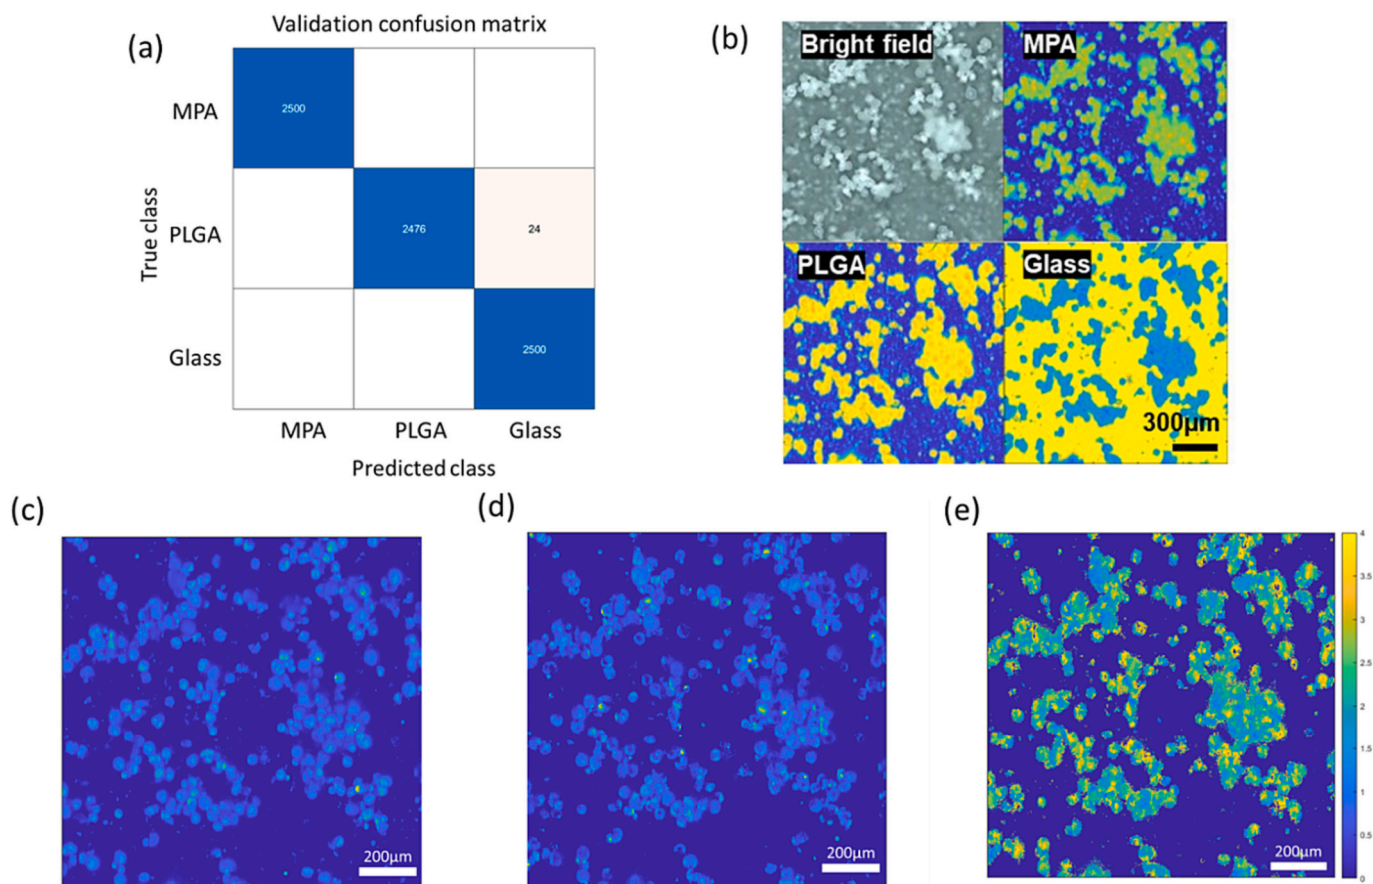 (a)
Validation confusion matrix
True class
MPA
PLGA
Glass
2500
2476
24
2500
MPA PLGA Glass
Predicted class
(b)
Bright field
MPA
PLGA
Glass
300μm
(c)
200μm
(d)
200μm
(e)
200μm
4
3.5
3
2.5
2
1.5
1
0.5
0